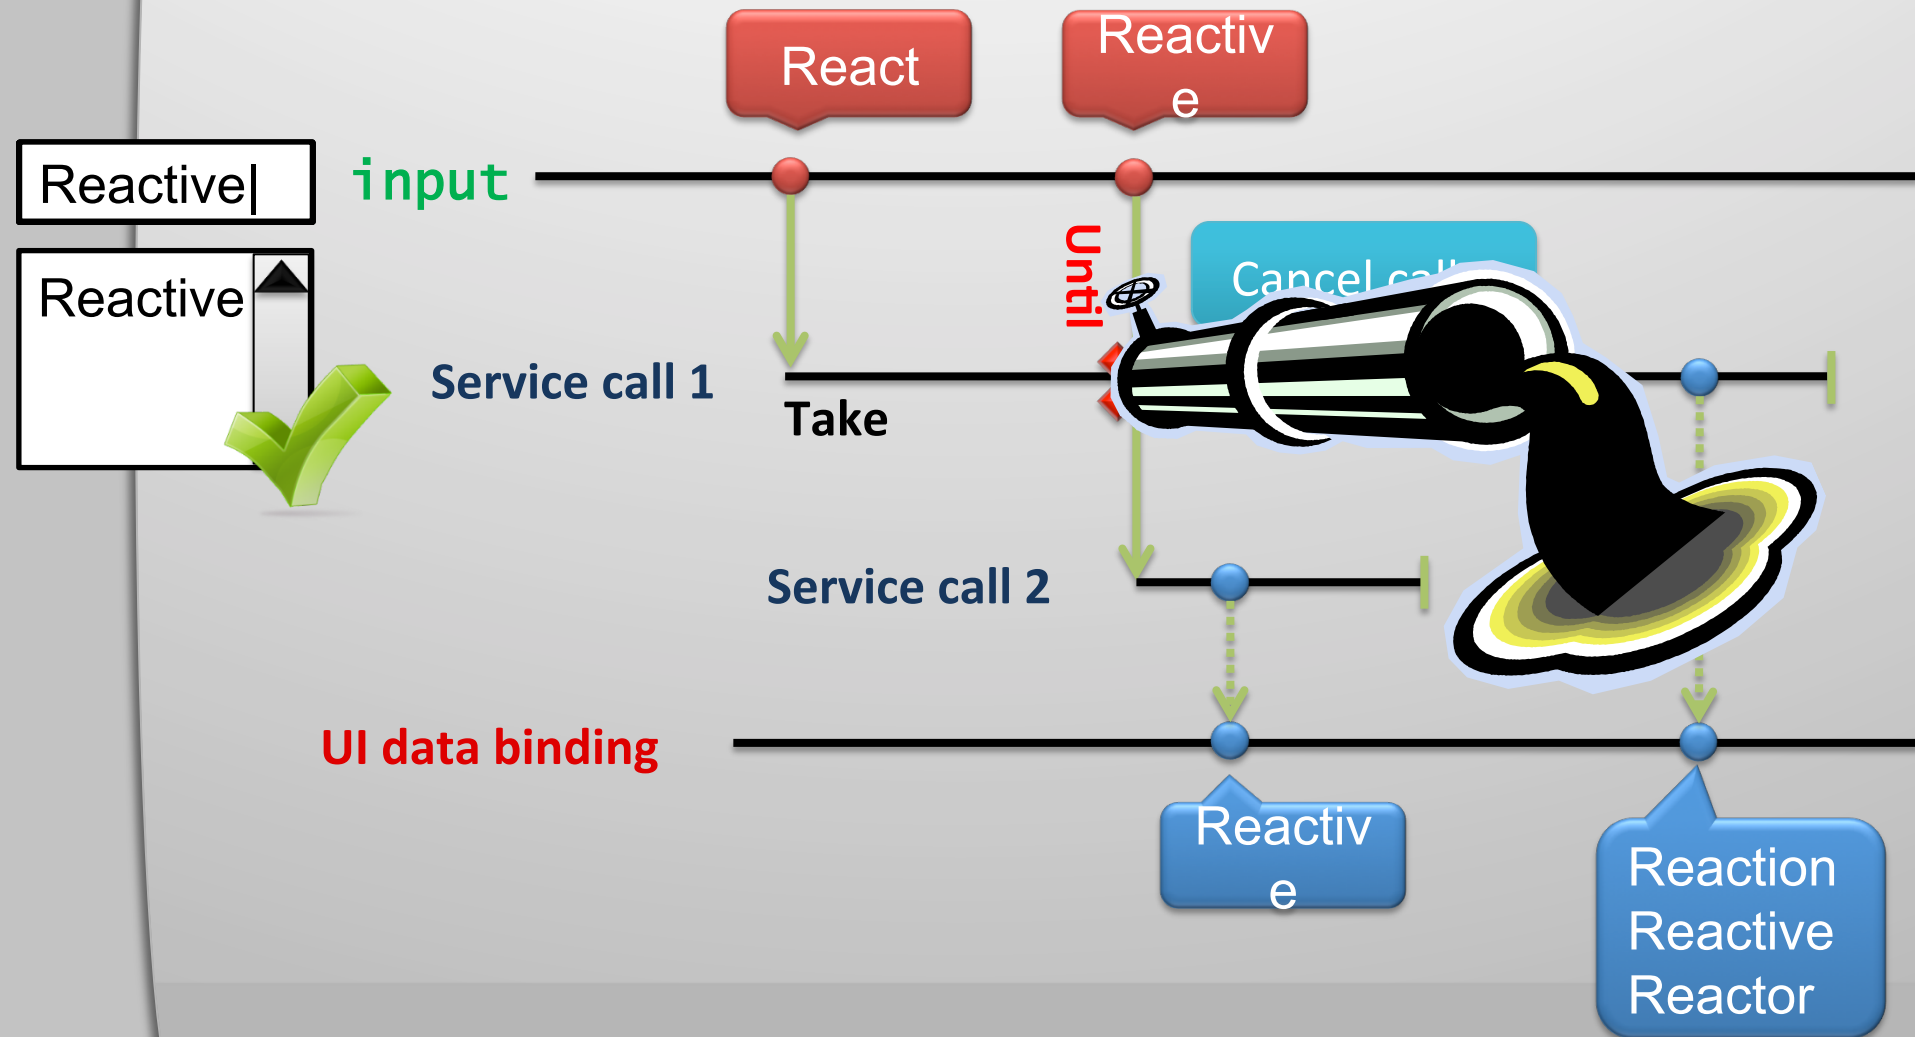 React
Reactiv
e
Reactive
input
Until
Cancel
Reactive
Service call 1
Take
Service call 2
UI data binding
Reactiv
e
Reaction
Reactive
Reactor